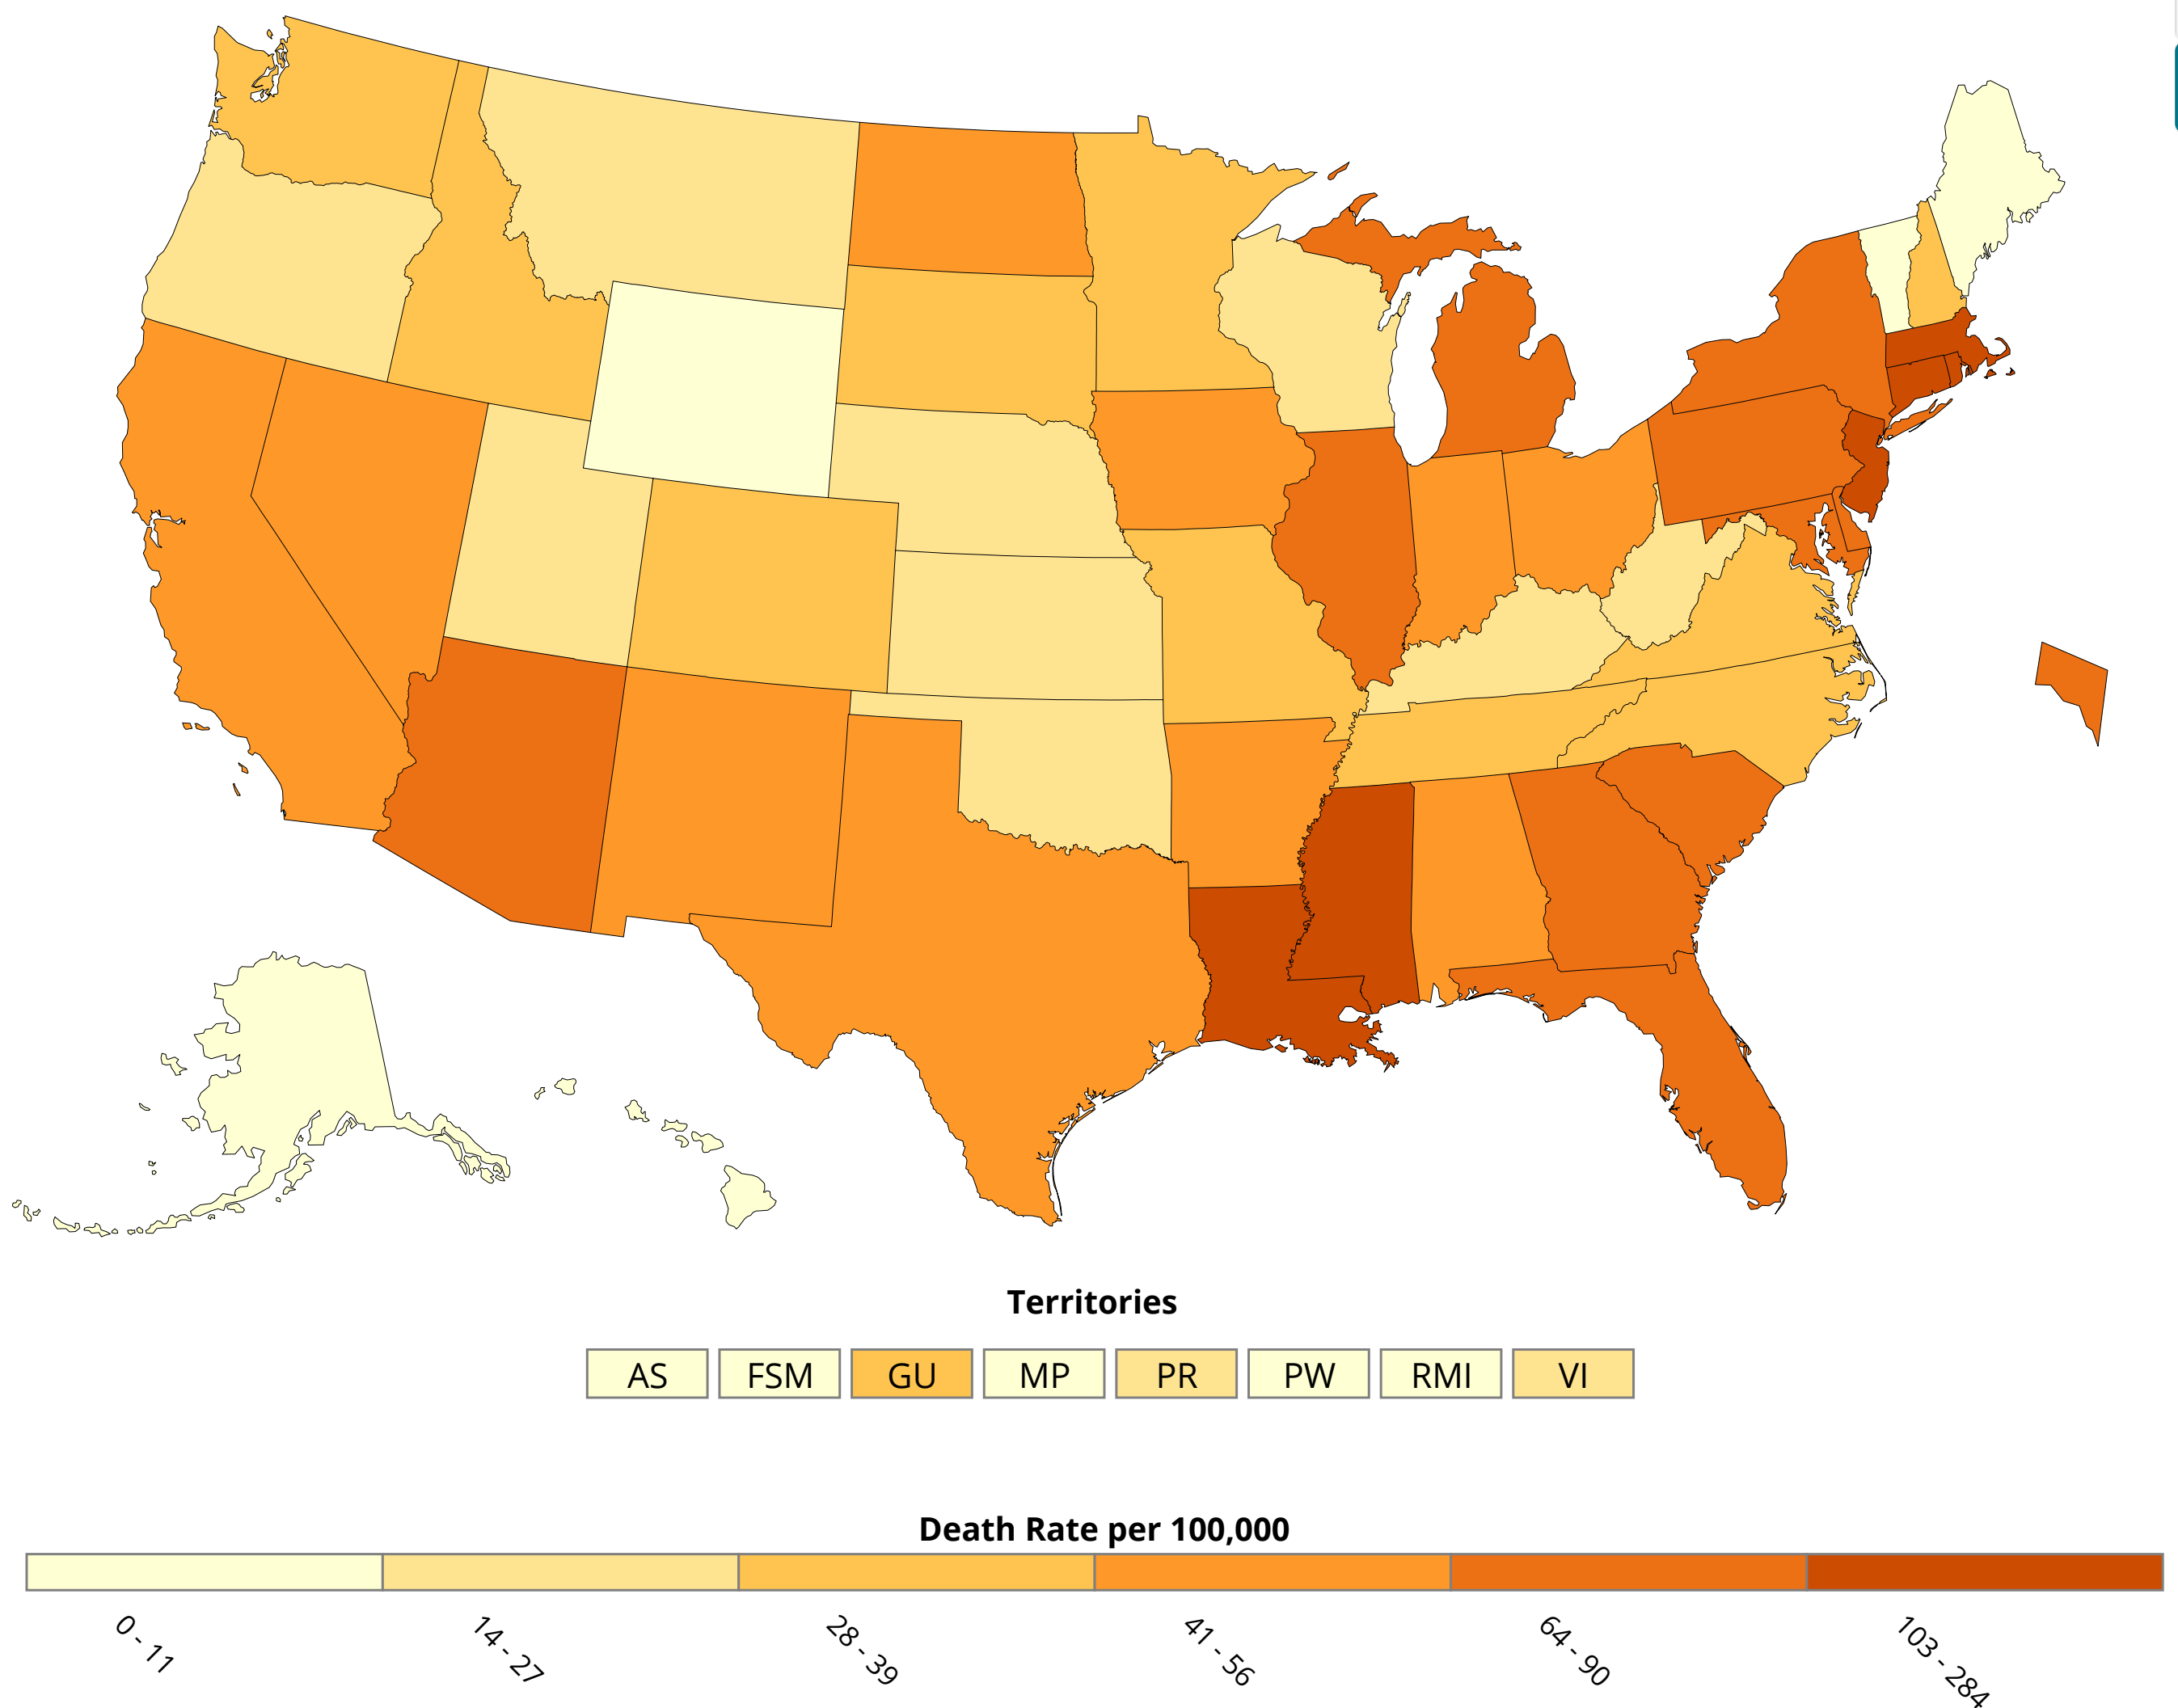 Territories
AS FSM GU MP PR PW RMI VI
Death Rate per 100,000
0 - 11 14 - 27 28 - 39 41 - 56 64 - 90 103 - 284